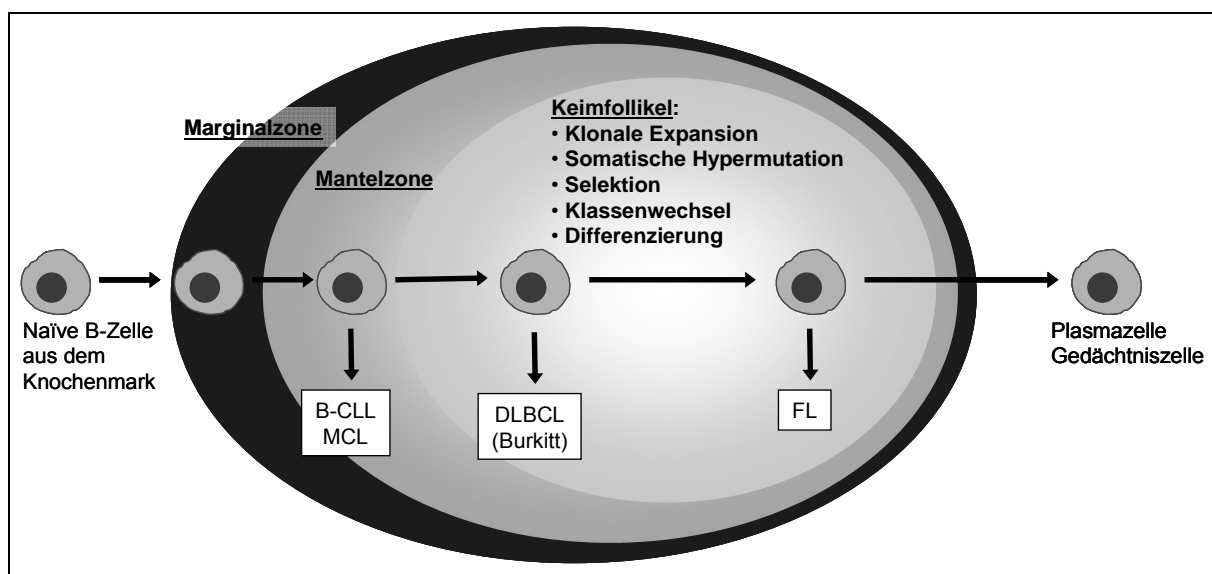 Marginalzone
Mantelzone
Keimfollikel:
• Klonale Expansion
• Somatische Hypermutation
• Selektion
• Klassenwechsel
• Differenzierung
Naïve B-Zelle
aus dem
Knochenmark
B-CLL
MCL
DLBCL
(Burkitt)
FL
Plasmazelle
Gedächtniszelle